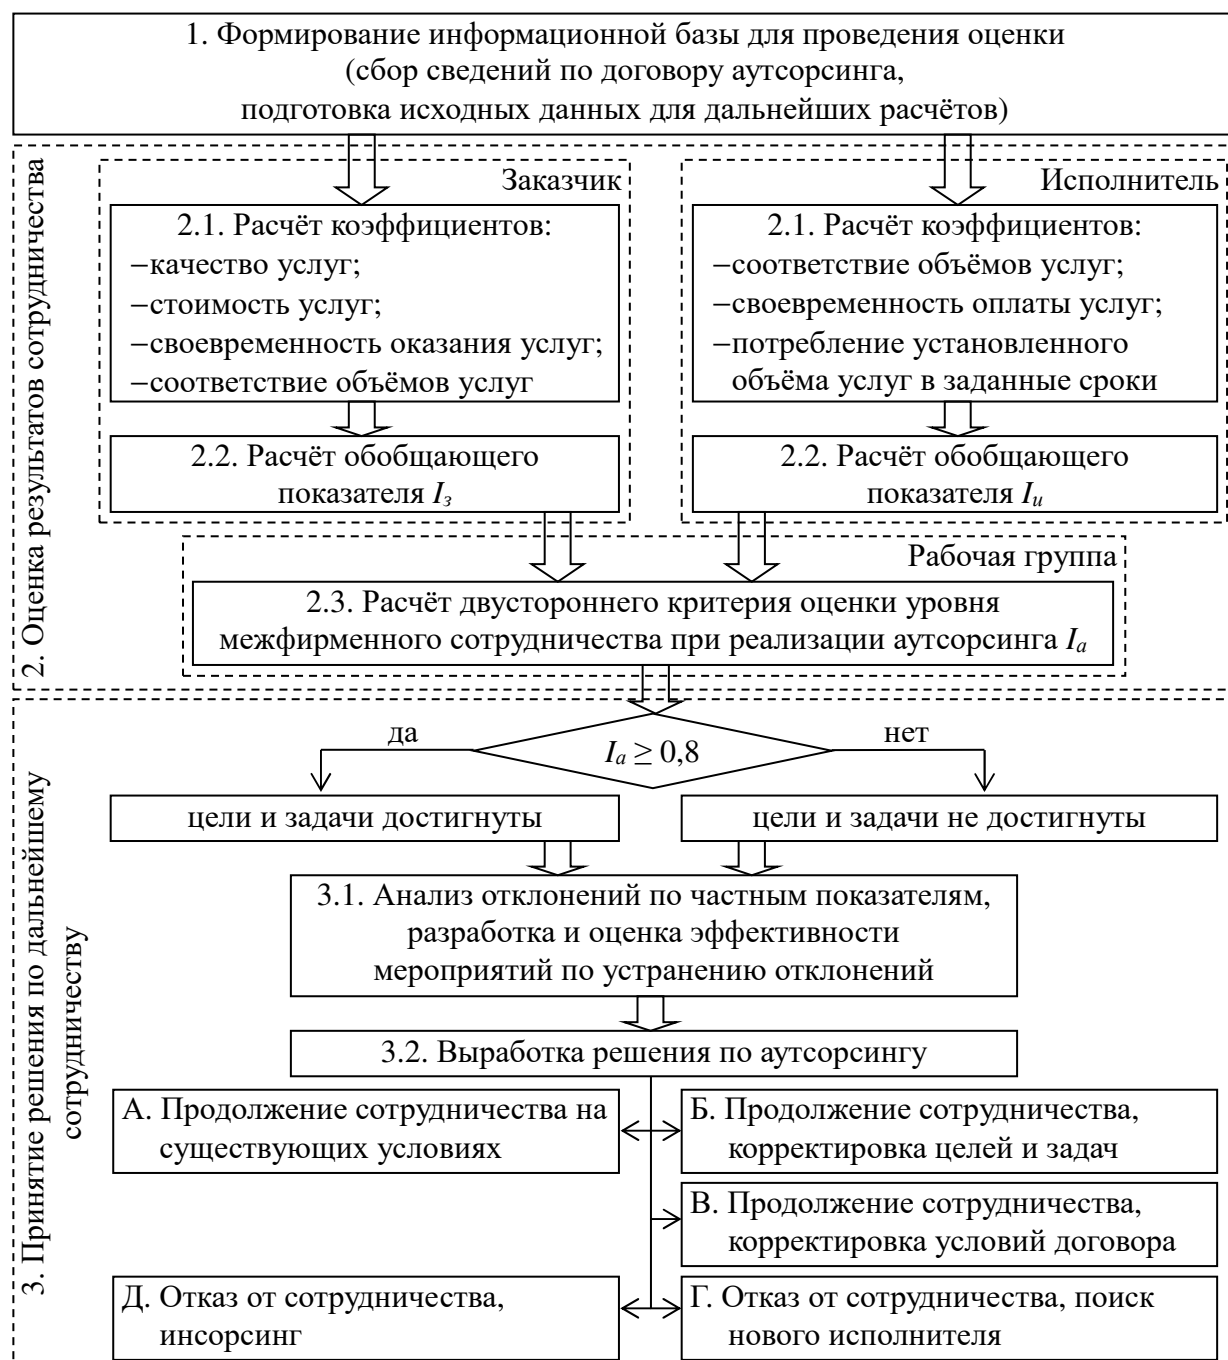 1. Формирование информационной базы для проведения оценки
(сбор сведений по договору аутсорсинга,
подготовка исходных данных для дальнейших расчётов)
2. Оценка результатов сотрудничества
Заказчик
2.1. Расчёт коэффициентов:
−качество услуг;
−стоимость услуг;
−своевременность оказания услуг;
−соответствие объёмов услуг
2.2. Расчёт обобщающего
показателя Iз
Исполнитель
2.1. Расчёт коэффициентов:
−соответствие объёмов услуг;
−своевременность оплаты услуг;
−потребление установленного
объёма услуг в заданные сроки
2.2. Расчёт обобщающего
показателя Iи
Рабочая группа
2.3. Расчёт двустороннего критерия оценки уровня
межфирменного сотрудничества при реализации аутсорсинга Iа
3. Принятие решения по дальнейшему
сотрудничеству
да
Iа ≥ 0,8
нет
цели и задачи достигнуты
цели и задачи не достигнуты
3.1. Анализ отклонений по частным показателям,
разработка и оценка эффективности
мероприятий по устранению отклонений
3.2. Выработка решения по аутсорсингу
А. Продолжение сотрудничества на
существующих условиях
Б. Продолжение сотрудничества,
корректировка целей и задач
В. Продолжение сотрудничества,
корректировка условий договора
Д. Отказ от сотрудничества,
инсорсинг
Г. Отказ от сотрудничества, поиск
нового исполнителя